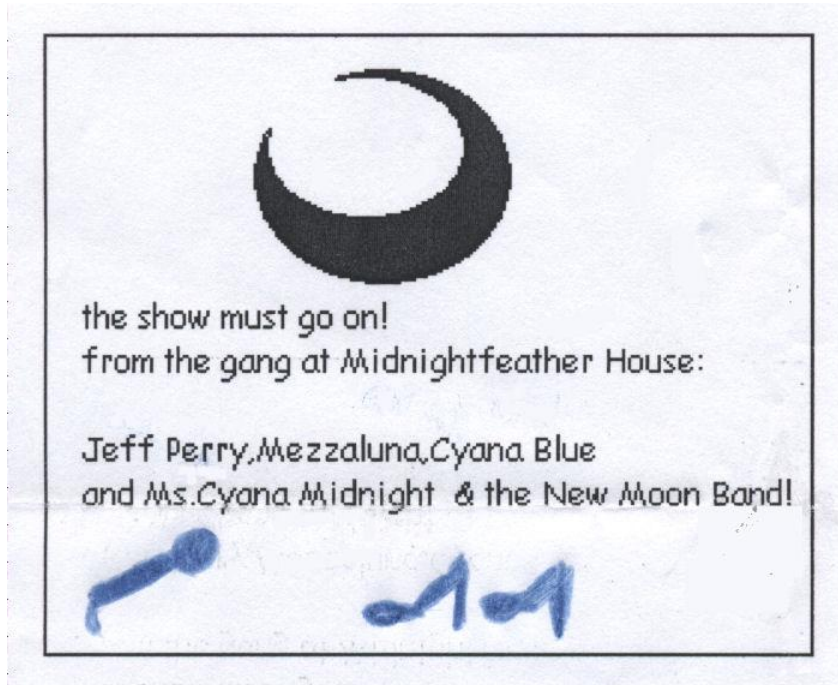 the show must go on!
from the gang at Midnightfeather House:
Jeff Perry,Mezzaluna,Cyana Blue
and Ms.Cyana Midnight & the New Moon Band!